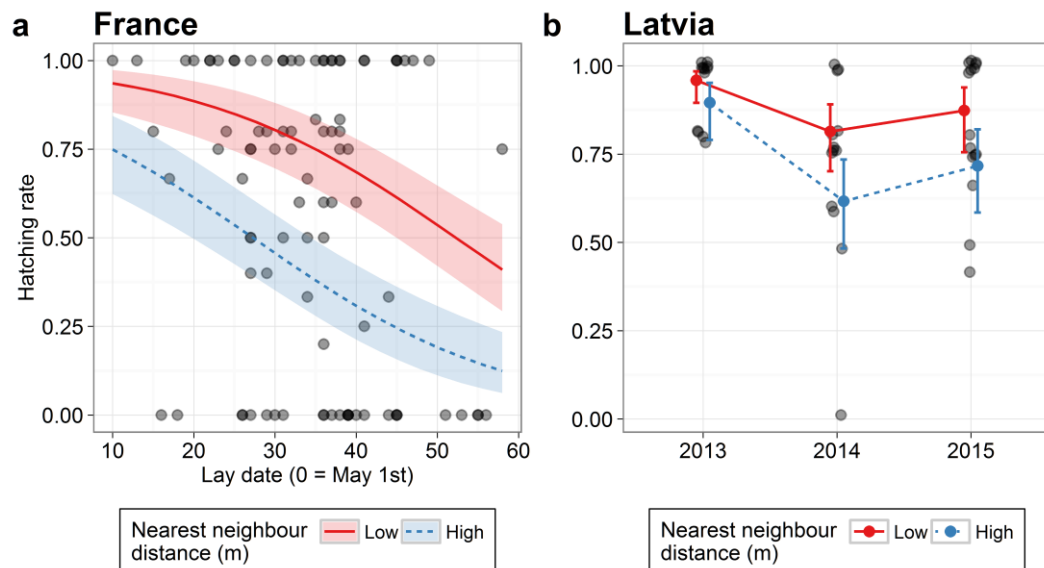 a France
1.00
0.75
0.50
0.25
0.00
Hatching rate
10 20 30 40 50 60
Lay date (0 = May 1st)
Nearest neighbour
distance (m)
Low High
b Latvia
1.00
0.75
0.50
0.25
0.00
2013 2014 2015
Nearest neighbour
distance (m)
Low High